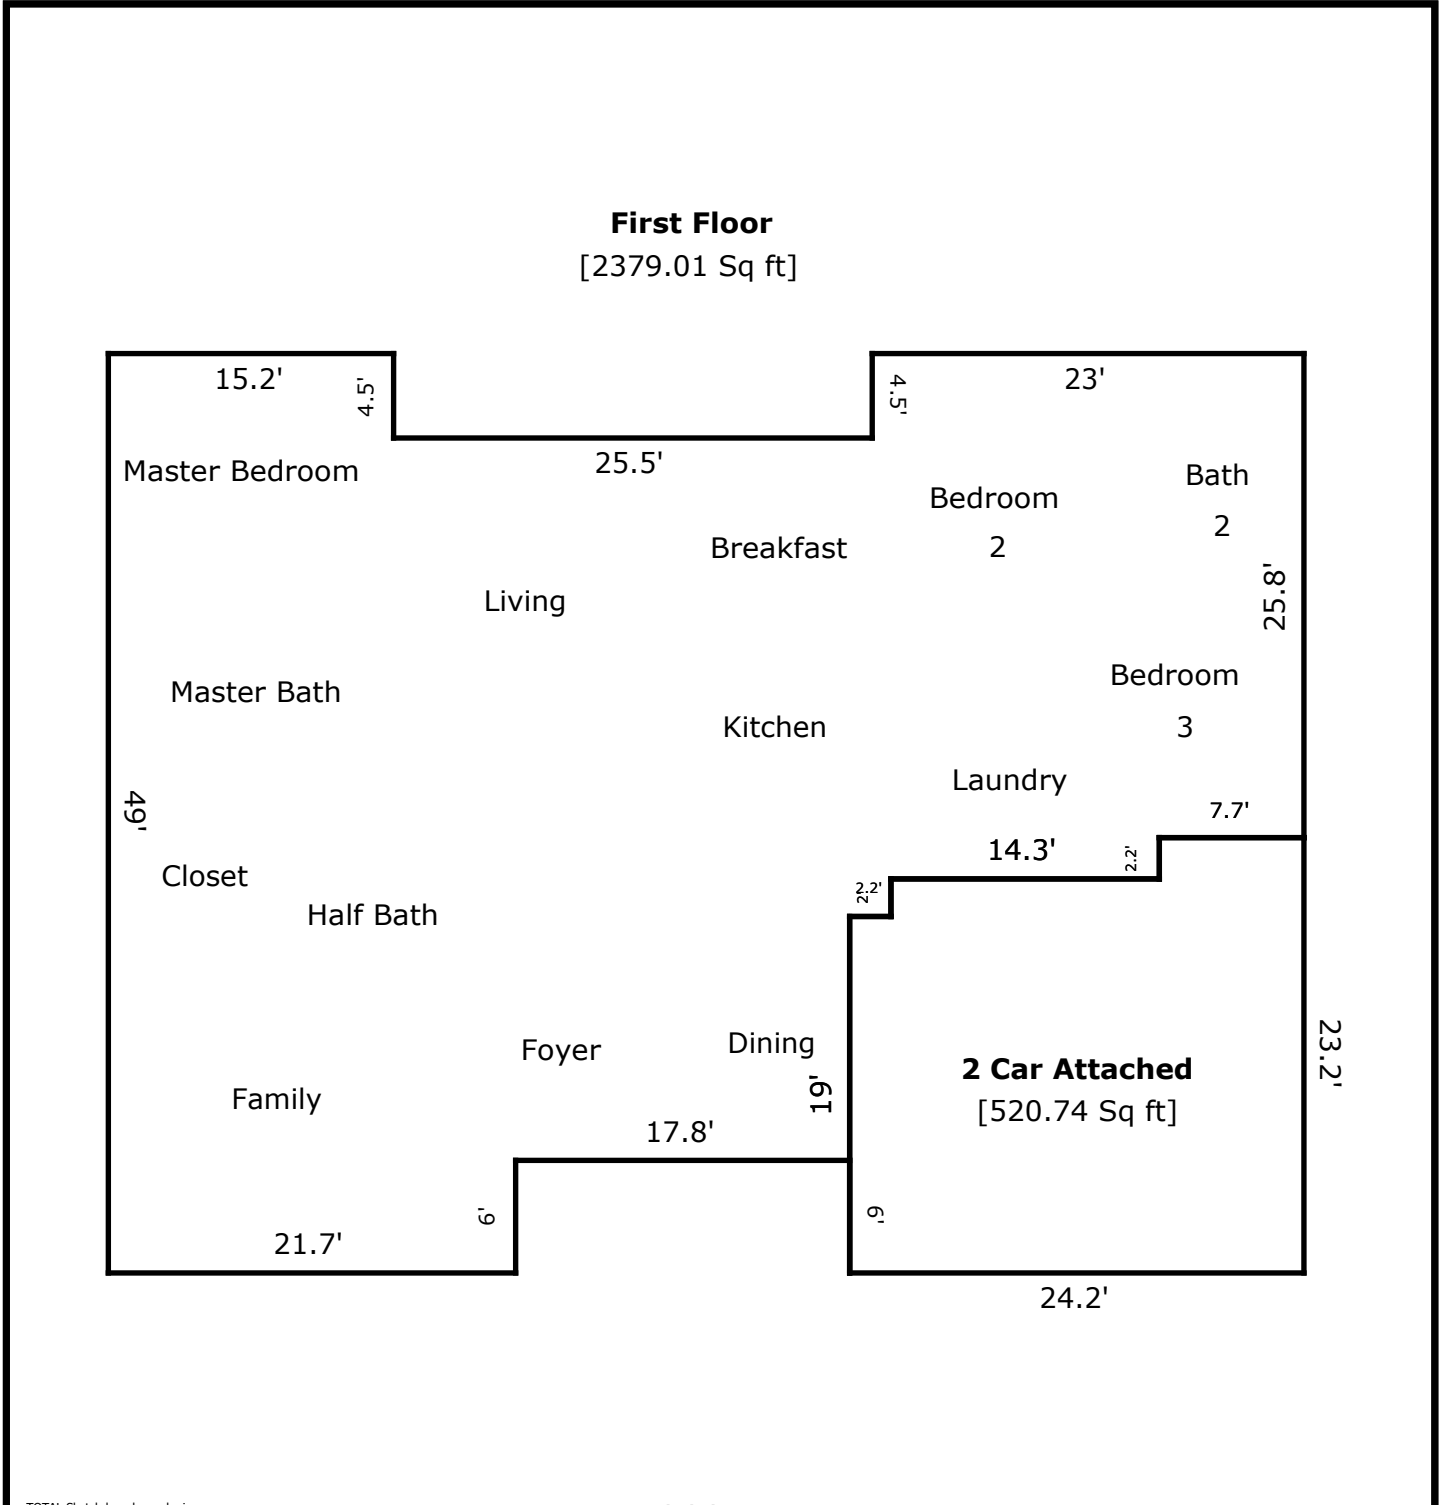 First Floor
[2379.01 Sq ft]
15.2'
4.5'
25.5'
4.5'
23'
Master Bedroom
Bedroom
2
Bath
2
Breakfast
25.8'
Living
Master Bath
Bedroom
3
Kitchen
Laundry
49'
7.7'
14.3'
2.2'
Closet
2.2'
2'
Half Bath
Foyer
Dining
19'
2 Car Attached
[520.74 Sq ft]
23.2'
Family
17.8'
6'
6'
21.7'
24.2'